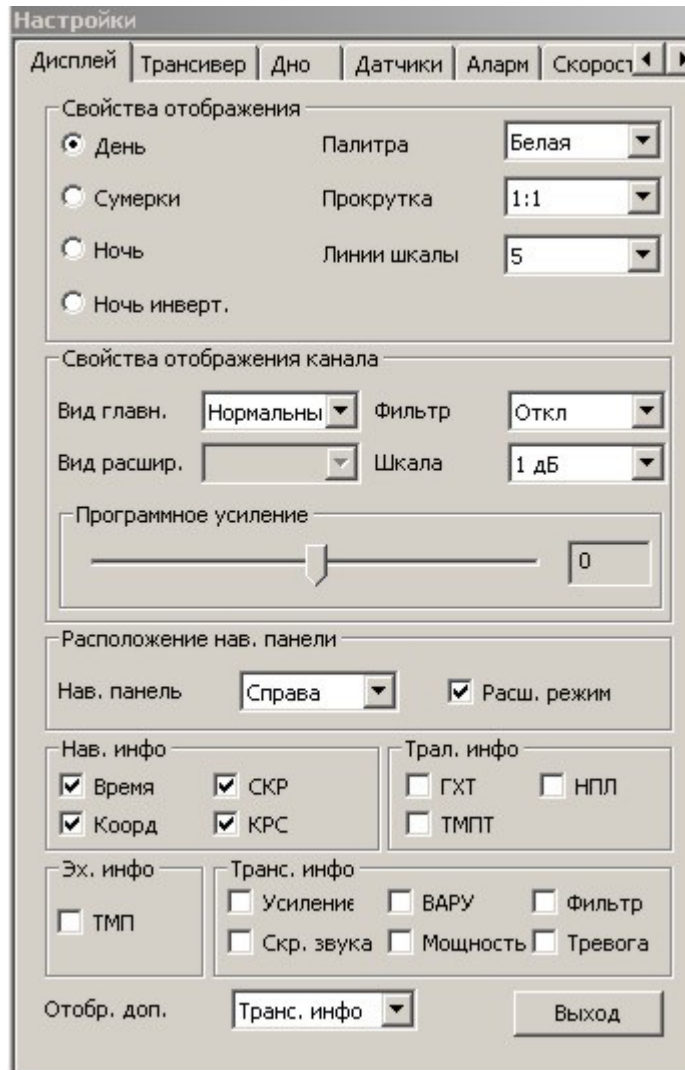 Настройки
Дисплей Трансивер Дно Датчики Аларм Скорост
Свойства отображения
День Палитра Белая
Сумерки Прокрутка 1:1
Ночь Линии шкалы 5
Ночь инверт.
Свойства отображения канала
Вид главн. Нормальны Фильтр Откл
Вид расшир. Шкала 1 дБ
Программное усиление
0
Расположение нав. панели
Нав. панель Справа Расш. режим
Нав. инфо Трал. инфо
Время СКР ГХТ НПЛ
Коорд КРС ТМПТ
Эх. инфо Транс. инфо
Усиление ВАРУ Фильтр
ТМП
Скр. звука Мощность Тревога
Отобр. доп. Транс. инфо Выход